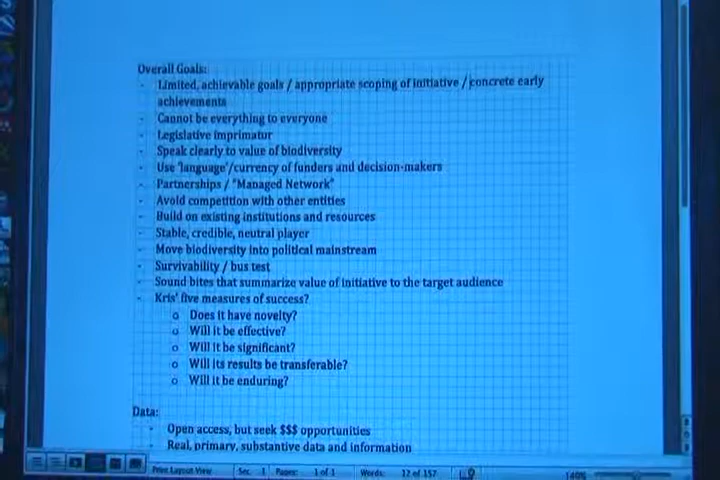 Overall Goals:
- Limited, achievable goals / appropriate scoping of initiative / concrete early
achievements
- Cannot be everything to everyone
- Legislative imprimatur
- Speak clearly to value of biodiversity
- Use 'language'/currency of funders and decision-makers
- Partnerships / "Managed Network"
- Avoid competition with other entities
- Build on existing institutions and resources
- Stable, credible, neutral player
- Move biodiversity into political mainstream
- Survivability / bus test
- Sound bites that summarize value of initiative to the target audience
- Kris' five measures of success?
o Does it have novelty?
o Will it be effective?
o Will it be significant?
o Will its results be transferable?
o Will it be enduring?
Data:
- Open access, but seek $$$ opportunities
- Real, primary, substantive data and information
Print Layout View Sec 1 Pages: 1 of 1 Words: 12 of 157 140%